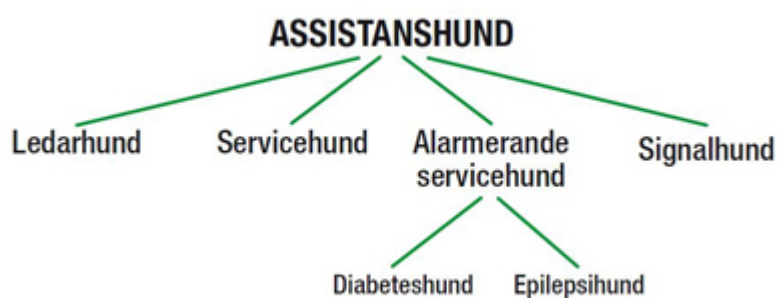 ASSISTANSHUND
Ledarhund
Servicehund
Alarmerande
servicehund
Signalhund
Diabeteshund
Epilepsihund